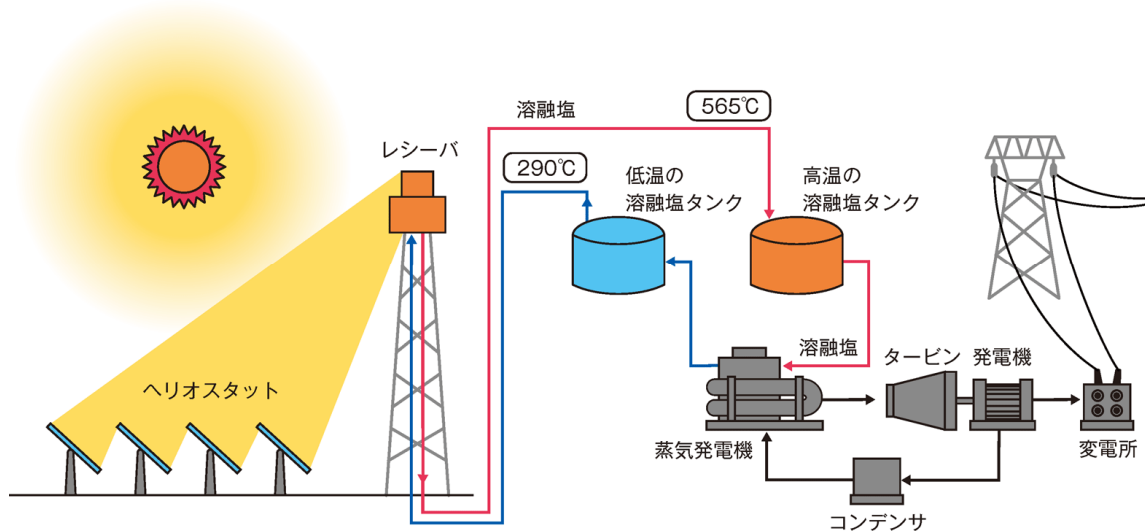 溶融塩
565℃
レシーバ
290℃
低温の
溶融塩タンク
高温の
溶融塩タンク
ヘリオスタット
溶融塩
タービン
発電機
蒸気発電機
変電所
コンデンサ